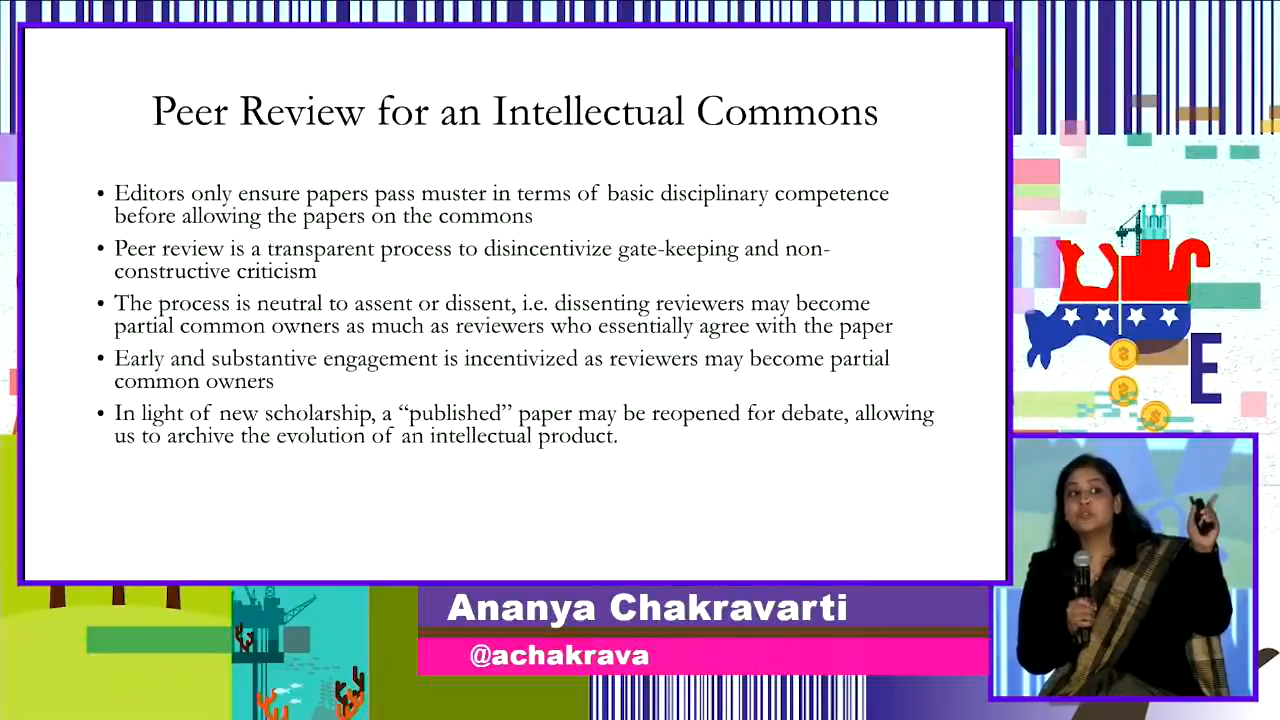 Peer Review for an Intellectual Commons
• Editors only ensure papers pass muster in terms of basic disciplinary competence
before allowing the papers on the commons
• Peer review is a transparent process to disincentivize gate-keeping and non-
constructive criticism
• The process is neutral to assent or dissent, i.e. dissenting reviewers may become
partial common owners as much as reviewers who essentially agree with the paper
• Early and substantive engagement is incentivized as reviewers may become partial
common owners
• In light of new scholarship, a “published” paper may be reopened for debate, allowing
us to archive the evolution of an intellectual product.
E
Ananya Chakravarti
@achakrava